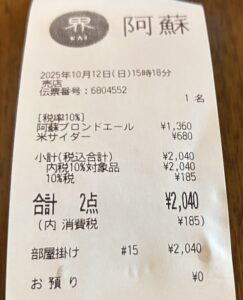 界
KAI
阿蘇
2025年10月12日(日)15時18分
売店
伝票番号:6804552
1 名
[税率10%]
阿蘇ブロンドエール ¥1,360
米サイダー ¥680
小計(税込合計) ¥2,040
内税10%対象品 ¥2,040
10%税 ¥185
合計 2点 ¥2,040
(内 消費税 ¥185)
部屋掛け #15 ¥2,040
お預り ¥0